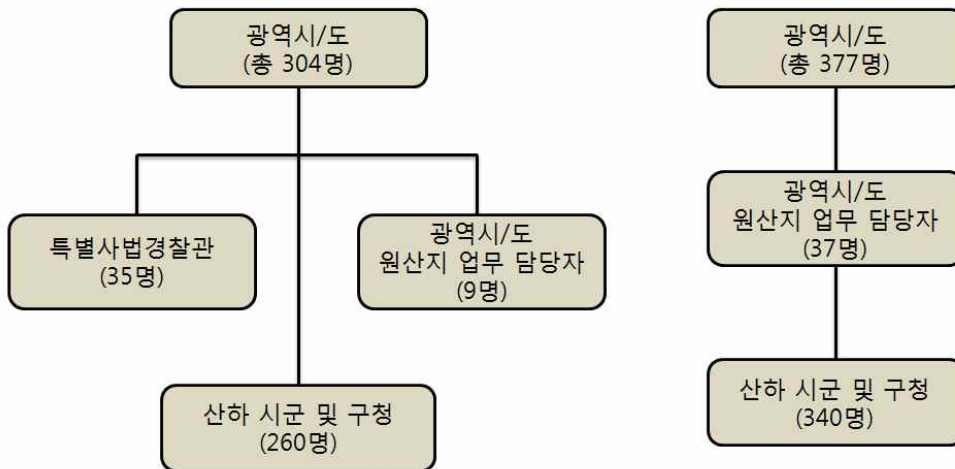 광역시/도
(총 304명)
특별사법경찰관
(35명)
광역시/도
원산지 업무 담당자
(9명)
산하 시군 및 구청
(260명)
광역시/도
(총 377명)
광역시/도
원산지 업무 담당자
(37명)
산하 시군 및 구청
(340명)